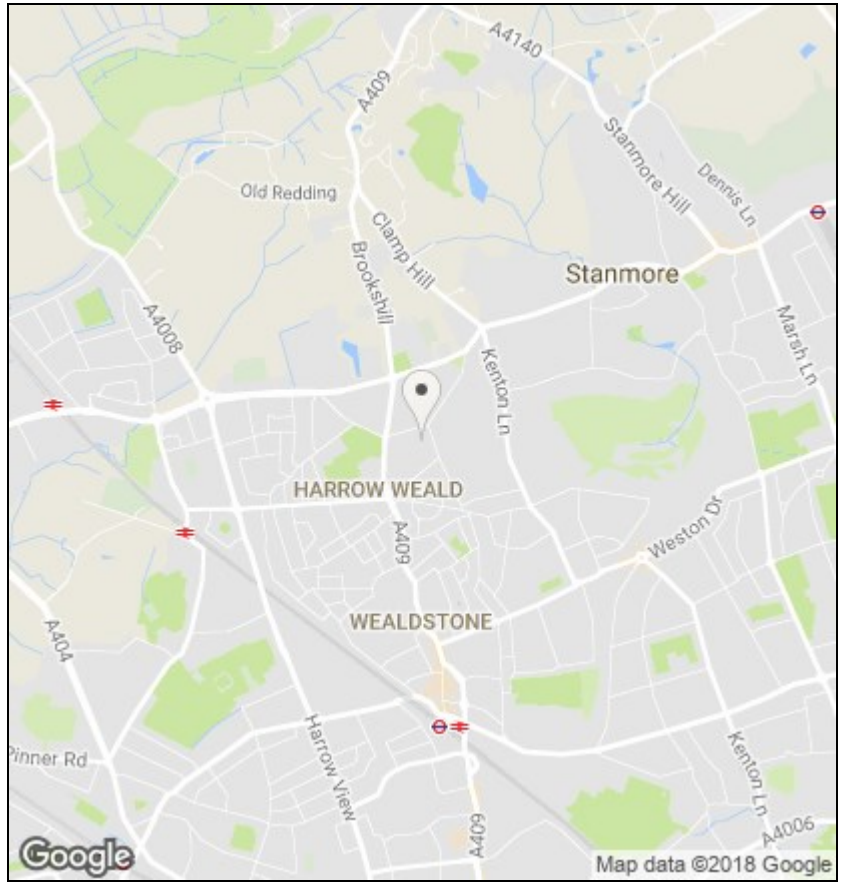 A4140
A409
Stanmore Hill
Dennis Ln
Old Redding
Clamp Hill
Brookshill
Stanmore
A4008
Marsh Ln
Kenton Ln
HARROW WEALD
Weston Dr
A409
WEALDSTONE
A404
Harrow View
Pinner Rd
Kenton Ln
A409
A4006
Google
Map data ©2018 Google